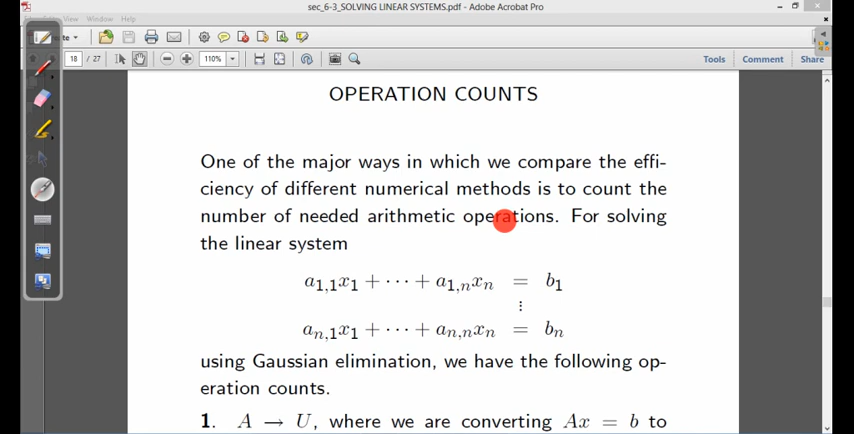 sec_6-3_SOLVING LINEAR SYSTEMS.pdf - Adobe Acrobat Pro
View Window Help
18 / 27 110% Tools Comment Share
OPERATION COUNTS
One of the major ways in which we compare the effi-
ciency of different numerical methods is to count the
number of needed arithmetic operations. For solving
the linear system
a1,1x1 + ··· + a1,nxn = b1
⋮
an,1x1 + ··· + an,nxn = bn
using Gaussian elimination, we have the following op-
eration counts.
1. A → U, where we are converting Ax = b to